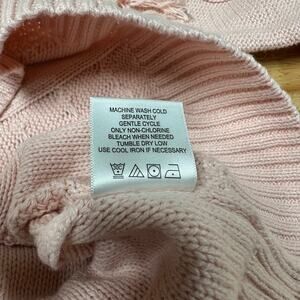 MACHINE WASH COLD
SEPARATELY
GENTLE CYCLE
ONLY NON-CHLORINE
BLEACH WHEN NEEDED
TUMBLE DRY LOW
USE COOL IRON IF NECESSARY